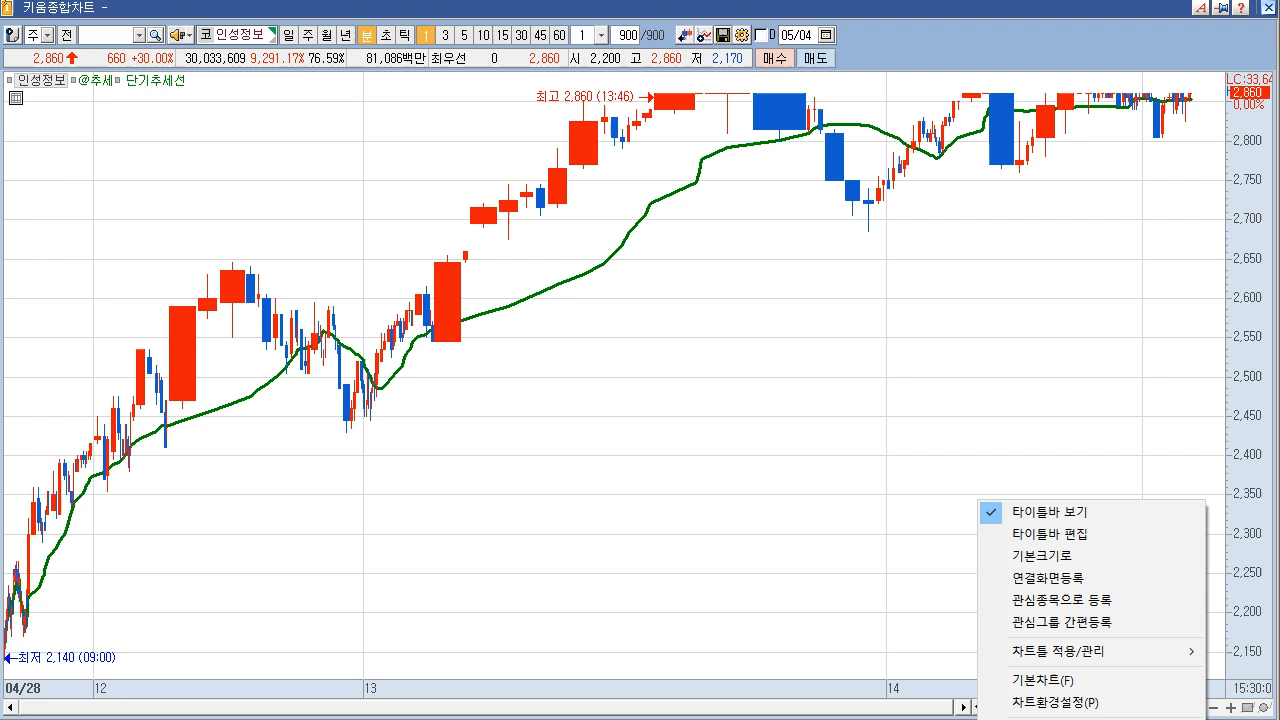 키움종합차트 -
A ?
주 전 코 인성정보 일 주 월 년 분 초 틱 1 3 5 10 15 30 45 60 1 900 /900 D 05/04
2,860 660 +30.00% 30,033,609 9,291.17% 76.59% 81,086백만 최우선 0 2,860 시 2,200 고 2,860 저 2,170 매수 매도
인성정보 @추세 단기추세선
LC:33,64
최고 2,860 (13:46)
2,860
0,00%
2,800
2,750
2,700
2,650
2,600
2,550
2,500
2,450
2,400
2,350
2,300
2,250
2,200
2,150
최저 2,140 (09:00)
타이틀바 보기
타이틀바 편집
기본크기로
연결화면등록
관심종목으로 등록
관심그룹 간편등록
차트틀 적용/관리
기본차트(F)
차트환경설정(P)
04/28 12 13 14 15:30:0